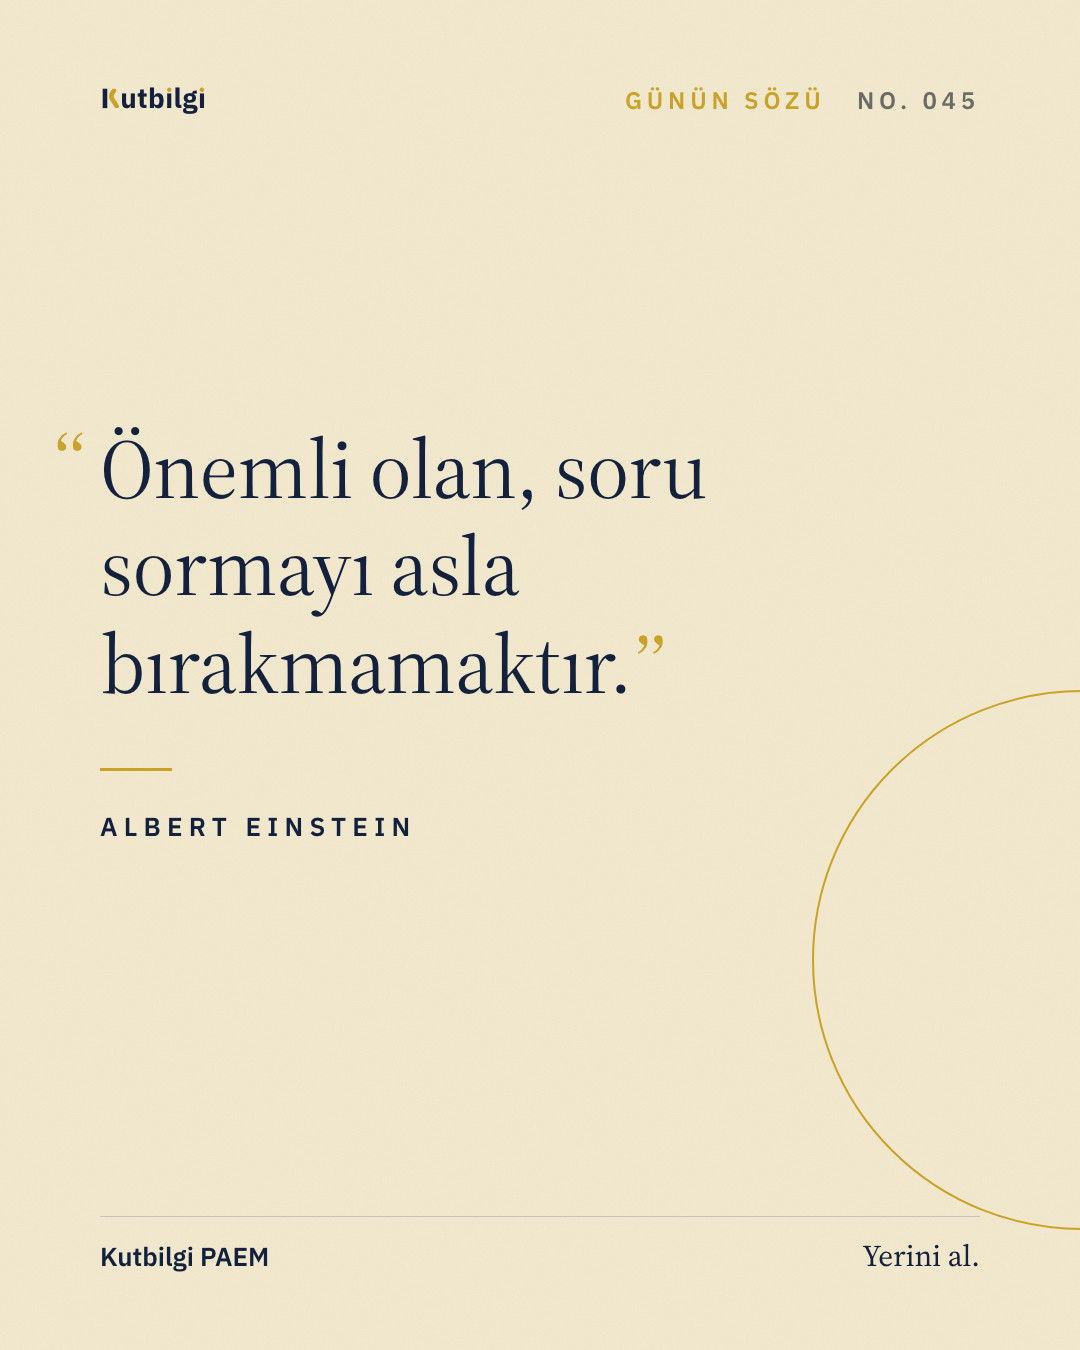 Kutbilgi
GÜNÜN SÖZÜ NO. 045
“Önemli olan, soru
sormayı asla
bırakmamaktır.”
ALBERT EINSTEIN
Kutbilgi PAEM
Yerini al.